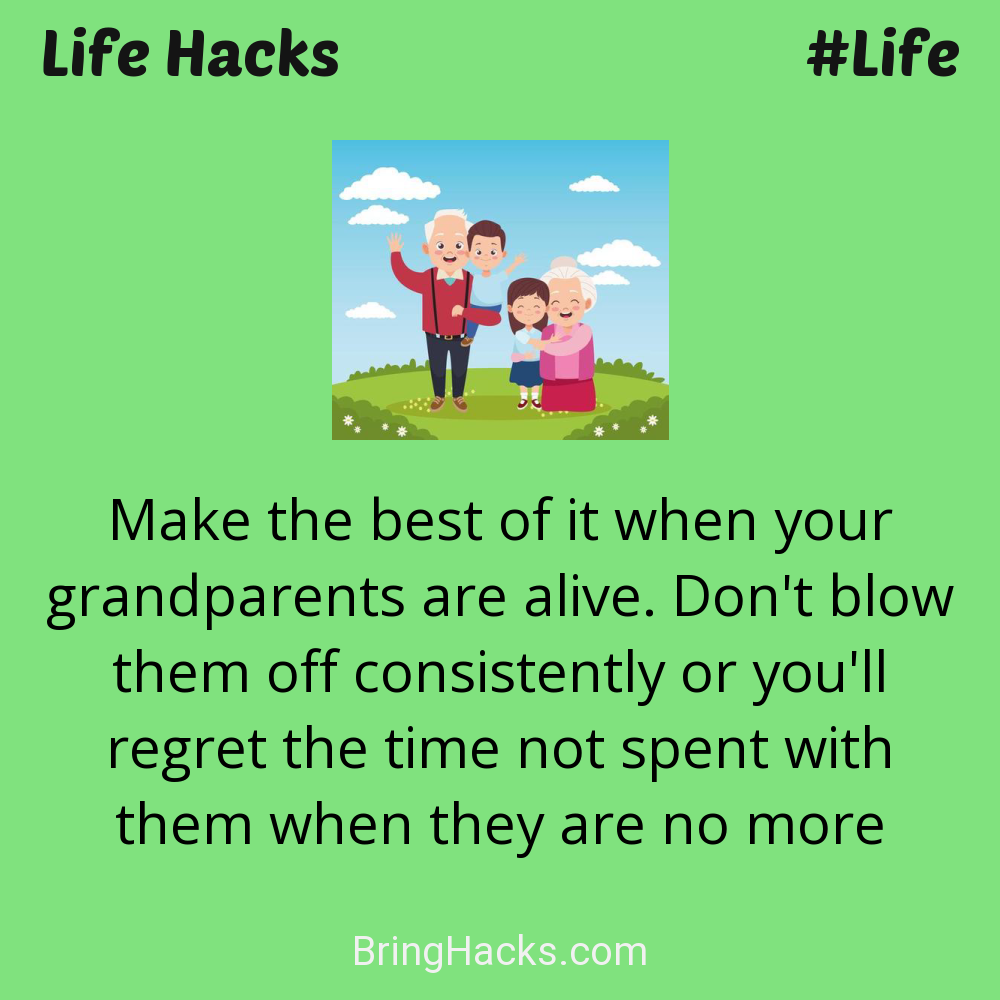 Life Hacks
#Life
Make the best of it when your
grandparents are alive. Don't blow
them off consistently or you'll
regret the time not spent with
them when they are no more
BringHacks.com